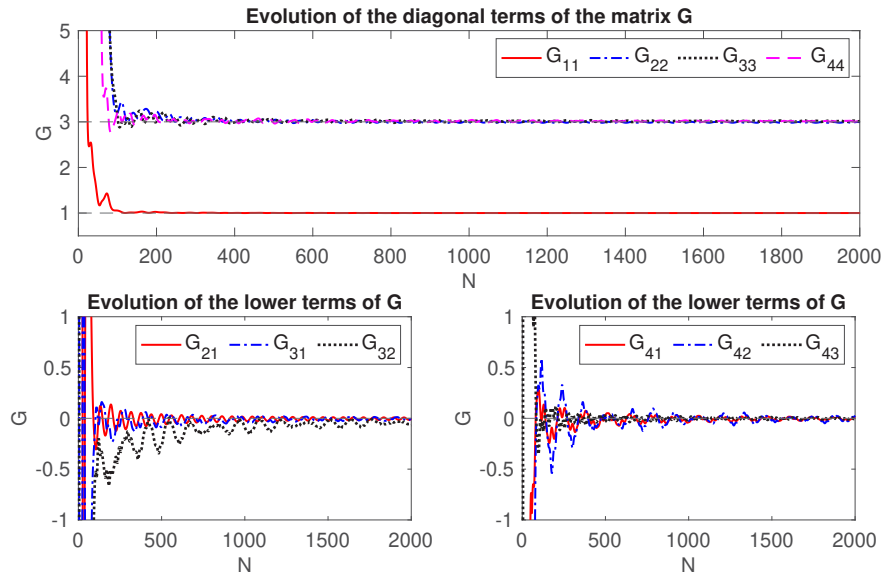 Evolution of the diagonal terms of the matrix G
G
5
4
3
2
1
G11 G22 G33 G44
0 200 400 600 800 1000 1200 1400 1600 1800 2000
N
Evolution of the lower terms of G
G
1
0.5
0
-0.5
-1
G21 G31 G32
0 500 1000 1500 2000
N
Evolution of the lower terms of G
G
1
0.5
0
-0.5
-1
G41 G42 G43
0 500 1000 1500 2000
N